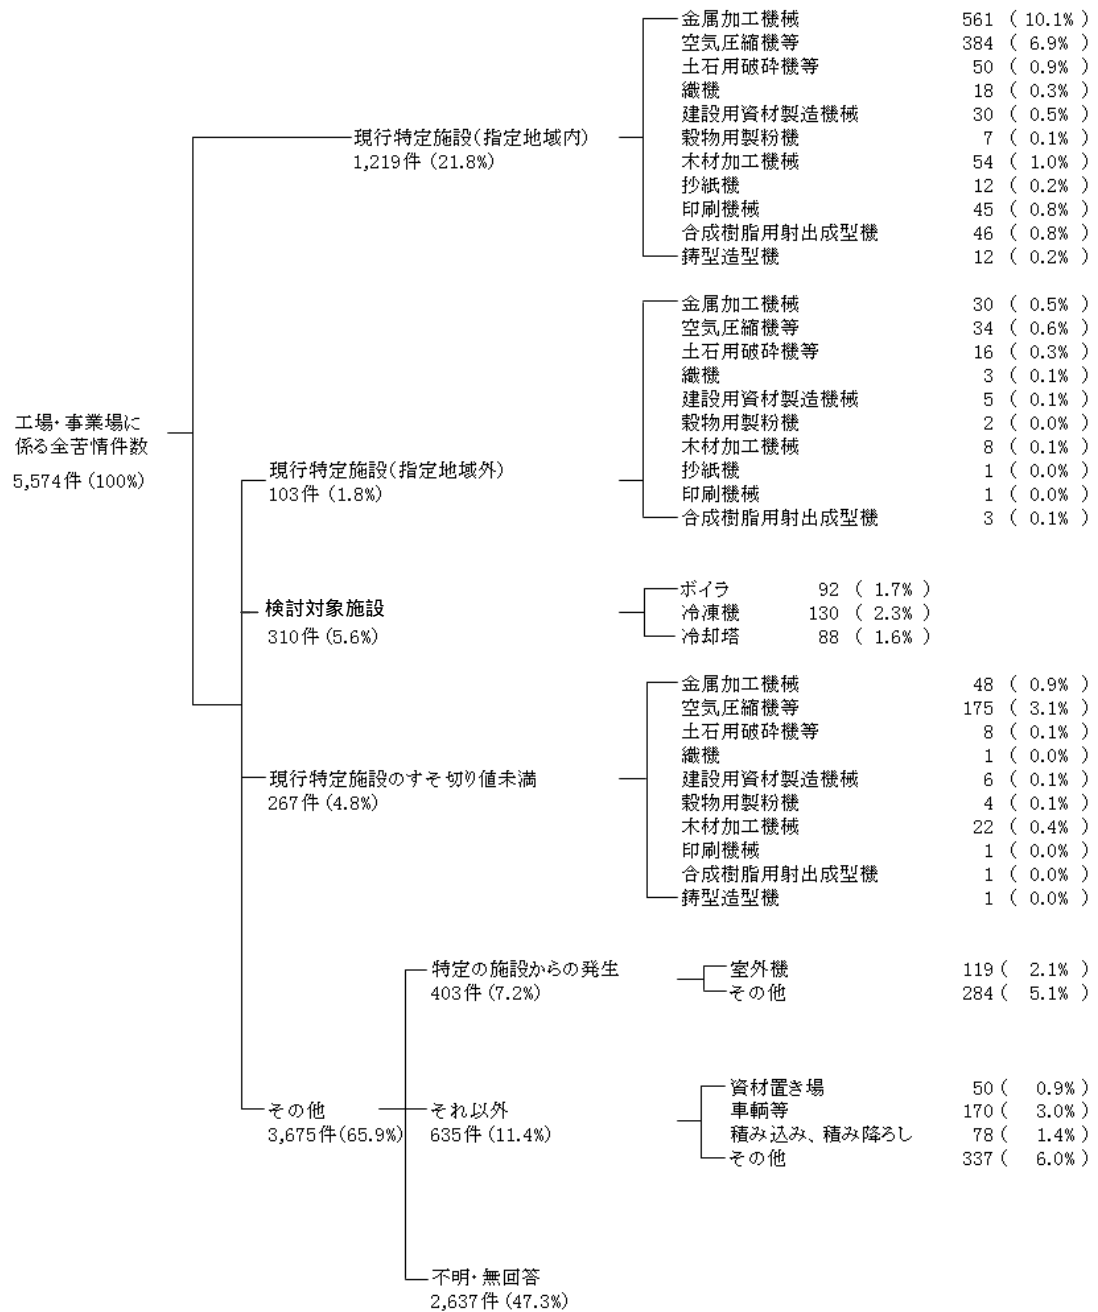 工場・事業場に
係る全苦情件数
5,574件 (100%)
現行特定施設(指定地域内)
1,219件 (21.8%)
金属加工機械 561 ( 10.1% )
空気圧縮機等 384 ( 6.9% )
土石用破砕機等 50 ( 0.9% )
織機 18 ( 0.3% )
建設用資材製造機械 30 ( 0.5% )
穀物用製粉機 7 ( 0.1% )
木材加工機械 54 ( 1.0% )
抄紙機 12 ( 0.2% )
印刷機械 45 ( 0.8% )
合成樹脂用射出成型機 46 ( 0.8% )
鋳型造型機 12 ( 0.2% )
現行特定施設(指定地域外)
103件 (1.8%)
金属加工機械 30 ( 0.5% )
空気圧縮機等 34 ( 0.6% )
土石用破砕機等 16 ( 0.3% )
織機 3 ( 0.1% )
建設用資材製造機械 5 ( 0.1% )
穀物用製粉機 2 ( 0.0% )
木材加工機械 8 ( 0.1% )
抄紙機 1 ( 0.0% )
印刷機械 1 ( 0.0% )
合成樹脂用射出成型機 3 ( 0.1% )
検討対象施設
310件 (5.6%)
ボイラ 92 ( 1.7% )
冷凍機 130 ( 2.3% )
冷却塔 88 ( 1.6% )
現行特定施設のすそ切り値未満
267件 (4.8%)
金属加工機械 48 ( 0.9% )
空気圧縮機等 175 ( 3.1% )
土石用破砕機等 8 ( 0.1% )
織機 1 ( 0.0% )
建設用資材製造機械 6 ( 0.1% )
穀物用製粉機 4 ( 0.1% )
木材加工機械 22 ( 0.4% )
印刷機械 1 ( 0.0% )
合成樹脂用射出成型機 1 ( 0.0% )
鋳型造型機 1 ( 0.0% )
その他
3,675件(65.9%)
特定の施設からの発生
403件 (7.2%)
室外機 119 ( 2.1% )
その他 284 ( 5.1% )
それ以外
635件 (11.4%)
資材置き場 50 ( 0.9% )
車輌等 170 ( 3.0% )
積み込み、積み降ろし 78 ( 1.4% )
その他 337 ( 6.0% )
不明・無回答
2,637件 (47.3%)